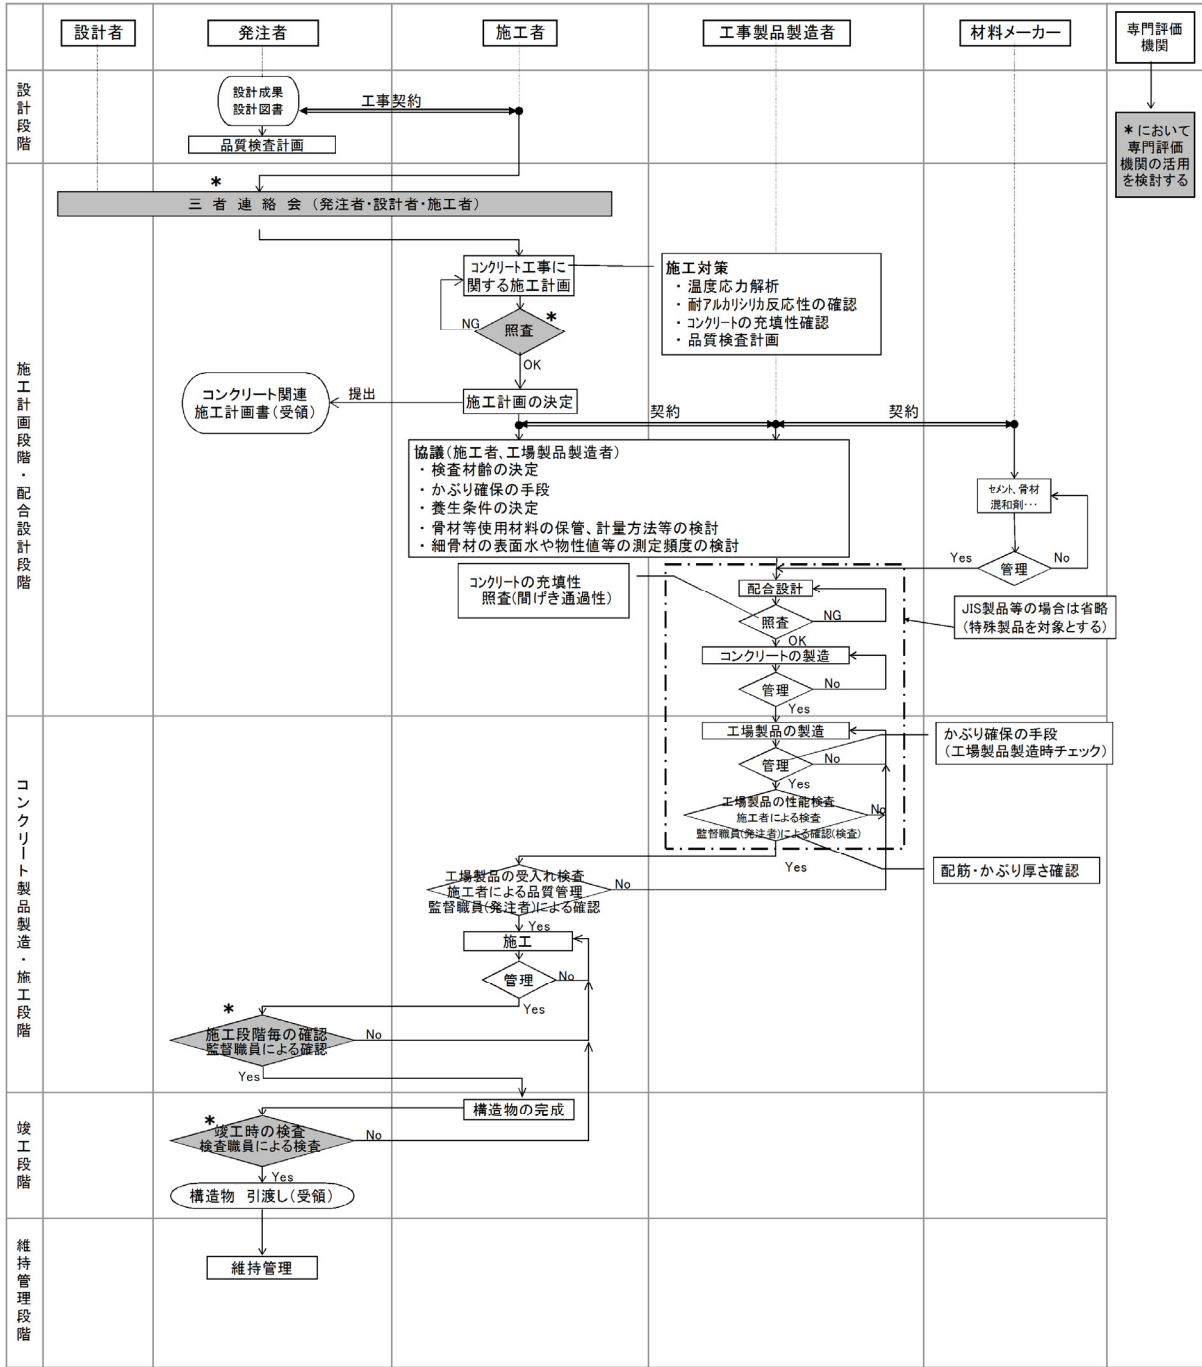 設計者
発注者
施工者
工事製品製造者
材料メーカー
専門評価
機関
設計段階
設計成果
設計図書
工事契約
品質検査計画
*において
専門評価
機関の活用
を検討する
*
三者連絡会(発注者・設計者・施工者)
施工計画段階・配合設計段階
コンクリート工事に
関する施工計画
施工対策
・温度応力解析
・耐アルカリシリカ反応性の確認
・コンクリートの充填性確認
・品質検査計画
NG
照査
*
OK
コンクリート関連
施工計画書(受領)
提出
施工計画の決定
契約
契約
協議(施工者、工場製品製造者)
・検査材齢の決定
・かぶり確保の手段
・養生条件の決定
・骨材等使用材料の保管、計量方法等の検討
・細骨材の表面水や物性値等の測定頻度の検討
セメント、骨材
混和剤…
Yes
管理
No
コンクリートの充填性
照査(間げき通過性)
配合設計
照査
NG
OK
JIS製品等の場合は省略
(特殊製品を対象とする)
コンクリートの製造
管理
No
Yes
コンクリート製品製造・施工段階
工場製品の製造
管理
No
Yes
かぶり確保の手段
(工場製品製造時チェック)
工場製品の性能検査
施工者による検査
監督職員(発注者)による確認(検査)
No
Yes
配筋・かぶり厚さ確認
工場製品の受入れ検査
施工者による品質管理
監督職員(発注者)による確認
No
Yes
施工
管理
No
Yes
*
施工段階毎の確認
監督職員による確認
No
Yes
竣工段階
構造物の完成
*
竣工時の検査
検査職員による検査
No
Yes
構造物 引渡し(受領)
維持管理段階
維持管理